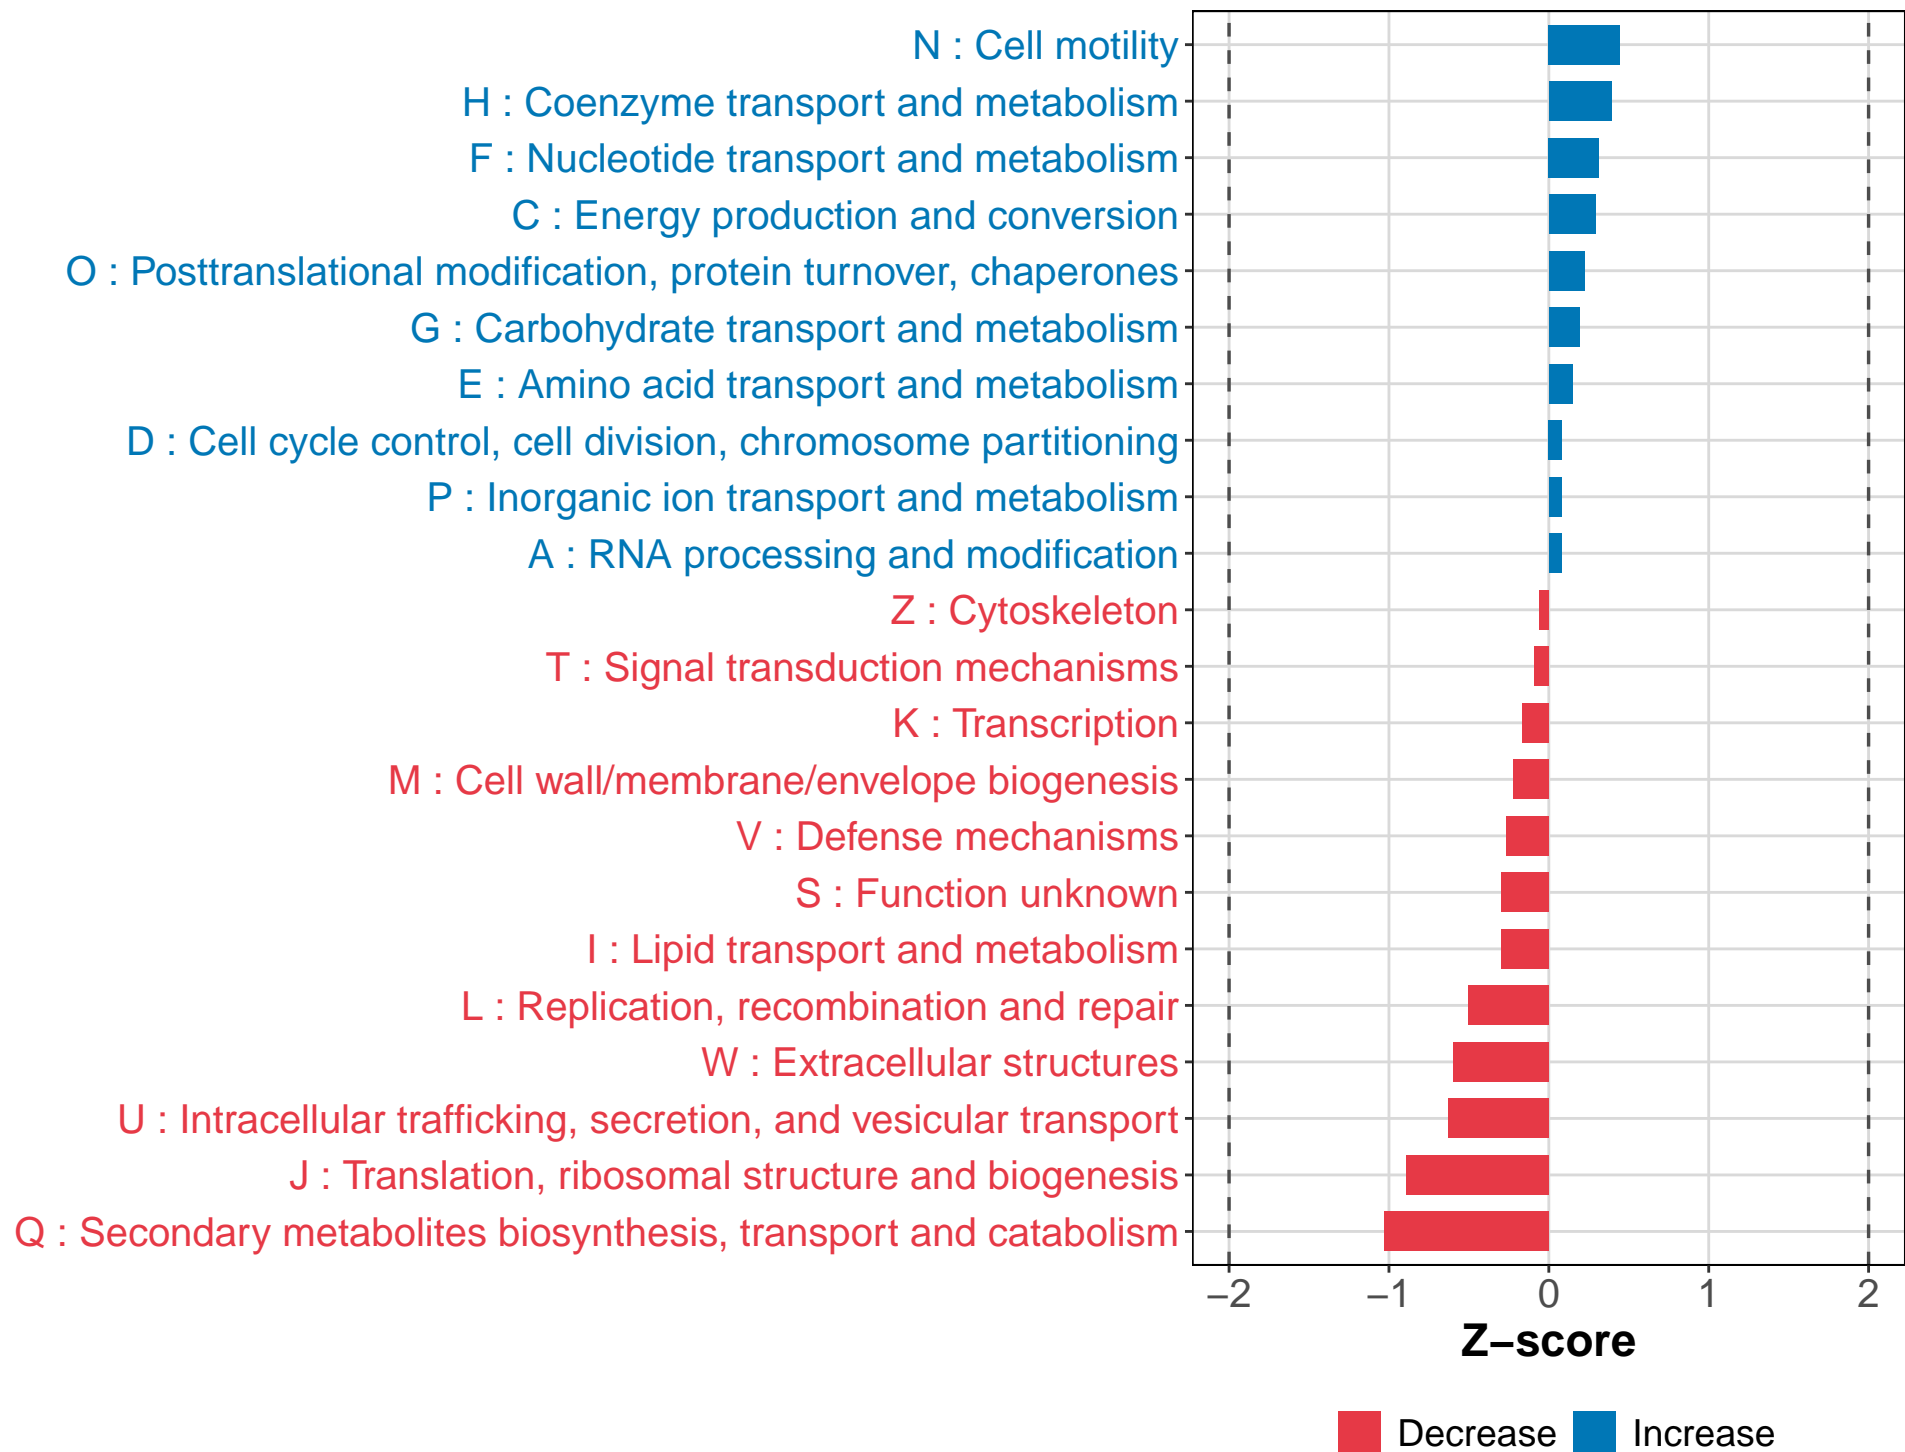 N : Cell motility
H : Coenzyme transport and metabolism
F : Nucleotide transport and metabolism
C : Energy production and conversion
O : Posttranslational modification, protein turnover, chaperones
G : Carbohydrate transport and metabolism
E : Amino acid transport and metabolism
D : Cell cycle control, cell division, chromosome partitioning
P : Inorganic ion transport and metabolism
A : RNA processing and modification
Z : Cytoskeleton
T : Signal transduction mechanisms
K : Transcription
M : Cell wall/membrane/envelope biogenesis
V : Defense mechanisms
S : Function unknown
I : Lipid transport and metabolism
L : Replication, recombination and repair
W : Extracellular structures
U : Intracellular trafficking, secretion, and vesicular transport
J : Translation, ribosomal structure and biogenesis
Q : Secondary metabolites biosynthesis, transport and catabolism
−2 −1 0 1 2
Z−score
Decrease Increase